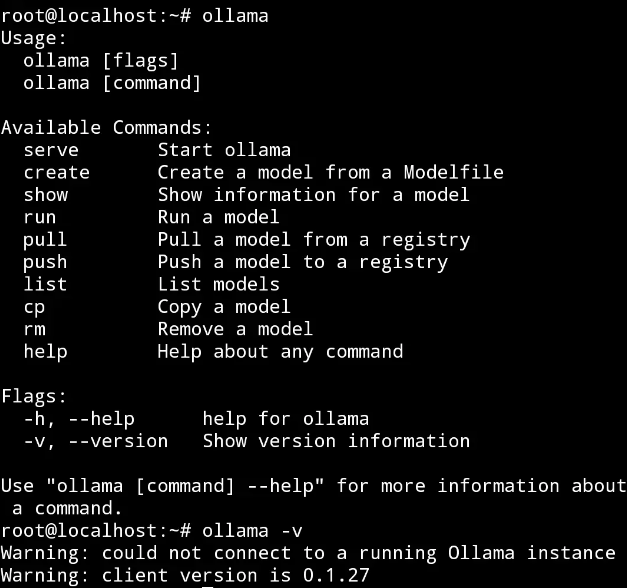 root@localhost:~# ollama
Usage:
  ollama [flags]
  ollama [command]

Available Commands:
  serve       Start ollama
  create      Create a model from a Modelfile
  show        Show information for a model
  run         Run a model
  pull        Pull a model from a registry
  push        Push a model to a registry
  list        List models
  cp          Copy a model
  rm          Remove a model
  help        Help about any command

Flags:
  -h, --help      help for ollama
  -v, --version   Show version information

Use "ollama [command] --help" for more information about
 a command.
root@localhost:~# ollama -v
Warning: could not connect to a running Ollama instance
Warning: client version is 0.1.27